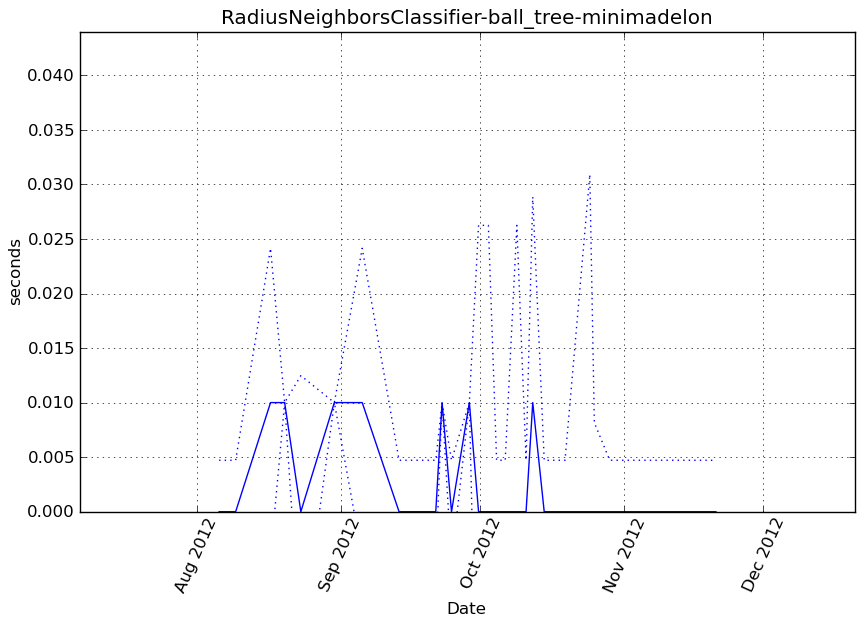 RadiusNeighborsClassifier-ball_tree-minimadelon
0.040
0.035
0.030
0.025
0.020
0.015
0.010
0.005
0.000
seconds
Aug 2012
Sep 2012
Oct 2012
Nov 2012
Dec 2012
Date